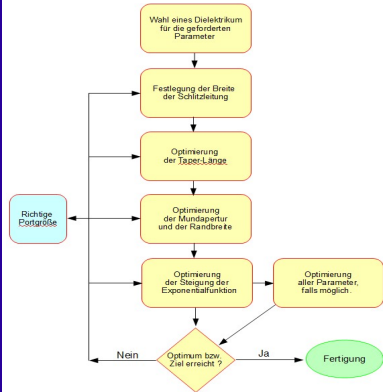 Wahl eines Dielektrikum
für die geforderten
Parameter
Festlegung der Breite
der Schlitzleitung
Optimierung
der Taper-Länge
Richtige
Portgröße
Optimierung
der Mundapertur
und der Randbreite
Optimierung
der Steigung der
Exponentialfunktion
Optimierung
aller Parameter,
falls möglich.
Nein
Optimum bzw.
Ziel erreicht ?
Ja
Fertigung